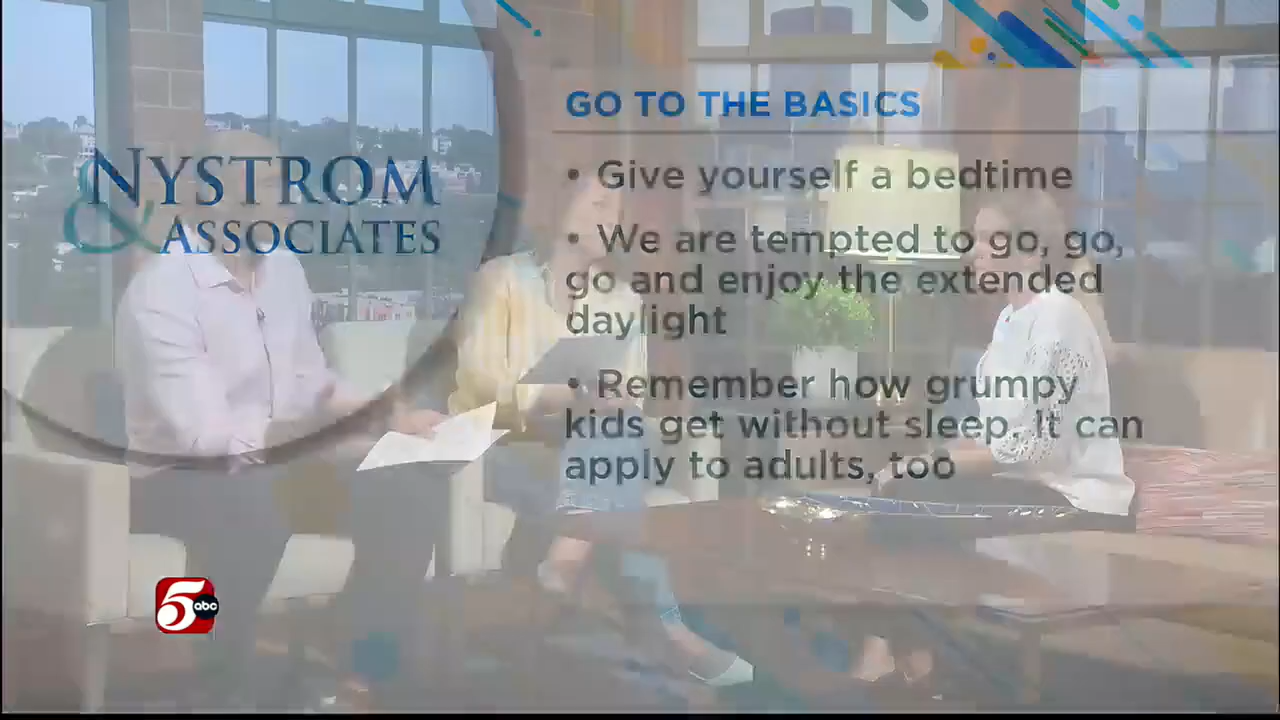 NYSTROM
& ASSOCIATES
GO TO THE BASICS
• Give yourself a bedtime
• We are tempted to go, go,
go and enjoy the extended
daylight
• Remember how grumpy
kids get without sleep. It can
apply to adults, too
5 abc